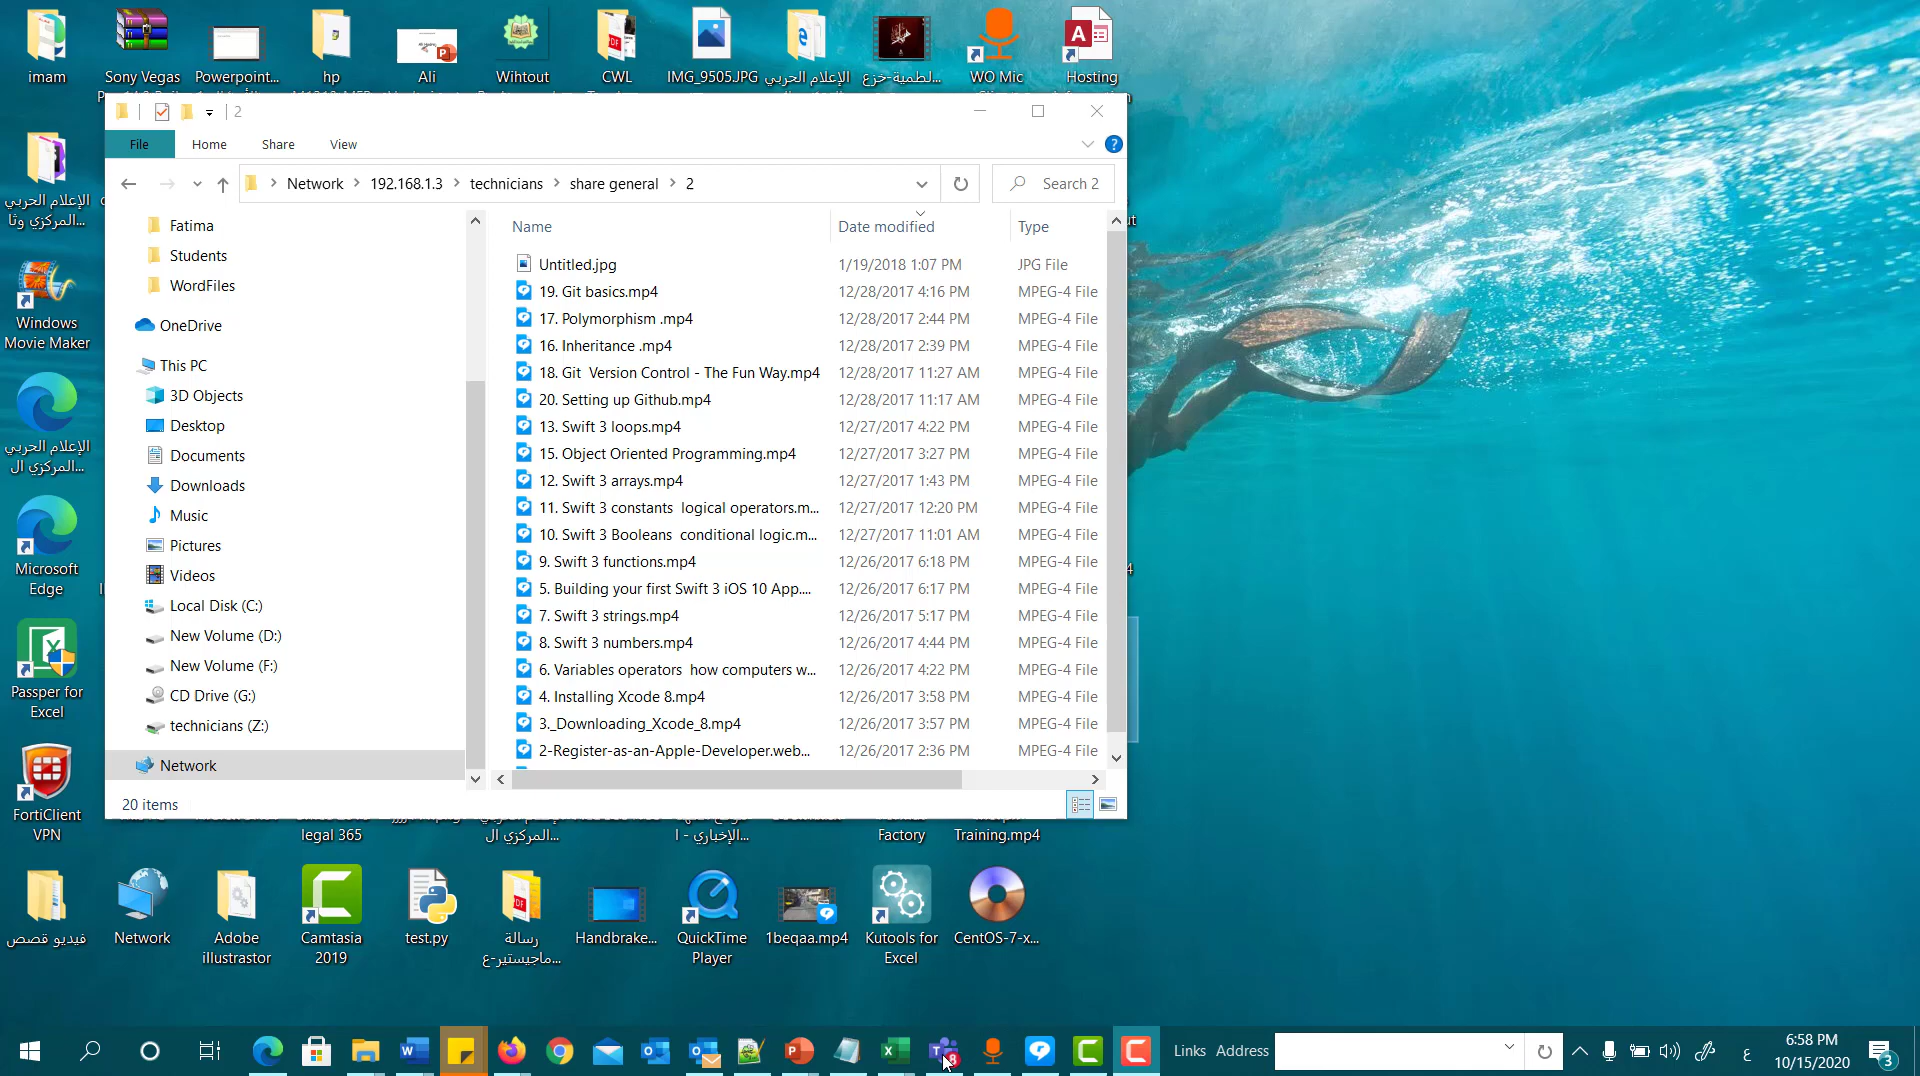 imam
Sony Vegas
Powerpoint...
hp
Ali
Wihtout
CWL
IMG_9505.JPG
الإعلام الحربي
لطمية-خزع...
WO Mic
Hosting
2
File
Home
Share
View
Network
192.168.1.3
technicians
share general
2
Search 2
Fatima
Students
WordFiles
OneDrive
This PC
3D Objects
Desktop
Documents
Downloads
Music
Pictures
Videos
Local Disk (C:)
New Volume (D:)
New Volume (F:)
CD Drive (G:)
technicians (Z:)
Network
Name Date modified Type
Untitled.jpg 1/19/2018 1:07 PM JPG File
19. Git basics.mp4 12/28/2017 4:16 PM MPEG-4 File
17. Polymorphism .mp4 12/28/2017 2:44 PM MPEG-4 File
16. Inheritance .mp4 12/28/2017 2:39 PM MPEG-4 File
18. Git  Version Control - The Fun Way.mp4 12/28/2017 11:27 AM MPEG-4 File
20. Setting up Github.mp4 12/28/2017 11:17 AM MPEG-4 File
13. Swift 3 loops.mp4 12/27/2017 4:22 PM MPEG-4 File
15. Object Oriented Programming.mp4 12/27/2017 3:27 PM MPEG-4 File
12. Swift 3 arrays.mp4 12/27/2017 1:43 PM MPEG-4 File
11. Swift 3 constants  logical operators.m... 12/27/2017 12:20 PM MPEG-4 File
10. Swift 3 Booleans  conditional logic.m... 12/27/2017 11:01 AM MPEG-4 File
9. Swift 3 functions.mp4 12/26/2017 6:18 PM MPEG-4 File
5. Building your first Swift 3 iOS 10 App.... 12/26/2017 6:17 PM MPEG-4 File
7. Swift 3 strings.mp4 12/26/2017 5:17 PM MPEG-4 File
8. Swift 3 numbers.mp4 12/26/2017 4:44 PM MPEG-4 File
6. Variables operators  how computers w... 12/26/2017 4:22 PM MPEG-4 File
4. Installing Xcode 8.mp4 12/26/2017 3:58 PM MPEG-4 File
3._Downloading_Xcode_8.mp4 12/26/2017 3:57 PM MPEG-4 File
2-Register-as-an-Apple-Developer.web... 12/26/2017 2:36 PM MPEG-4 File
20 items
الإعلام الحربي
المركزي وثا...
Windows
Movie Maker
الإعلام الحربي
المركزي ال...
Microsoft
Edge
Passper for
Excel
FortiClient
VPN
legal 365
المركزي ال...
الإخباري - ا...
Factory
Training.mp4
فيديو قصص
Network
Adobe
illustrastor
Camtasia
2019
test.py
رسالة
ماجيستير-ع...
Handbrake...
QuickTime
Player
1beqaa.mp4
Kutools for
Excel
CentOS-7-x...
Links Address
ع
6:58 PM
10/15/2020
3